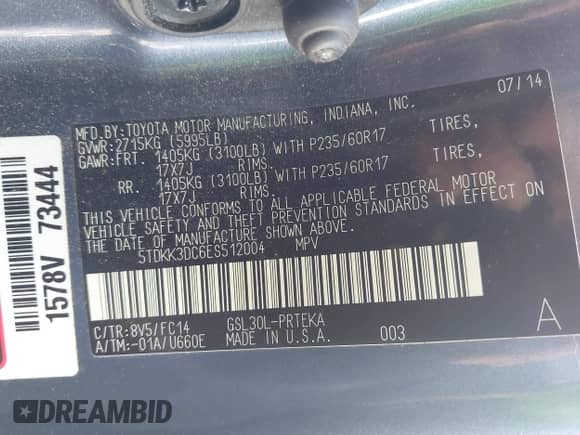 07/14
MFD.BY:TOYOTA MOTOR MANUFACTURING, INDIANA, INC.
GVWR:2715KG (5995LB)
GAWR:FRT. 1405KG (3100LB) WITH P235/60R17 TIRES,
17X7J RIMS,
RR. 1405KG (3100LB) WITH P235/60R17 TIRES,
17X7J RIMS
THIS VEHICLE CONFORMS TO ALL APPLICABLE FEDERAL MOTOR
VEHICLE SAFETY AND THEFT PREVENTION STANDARDS IN EFFECT ON
THE DATE OF MANUFACTURE SHOWN ABOVE.
5TDKK3DC6ES512004 MPV
C/TR:8V5/FC14 GSL30L-PRTEKA
A/TM:-01A/U660E MADE IN U.S.A. 003 A
1578V 73444
DREAMBID